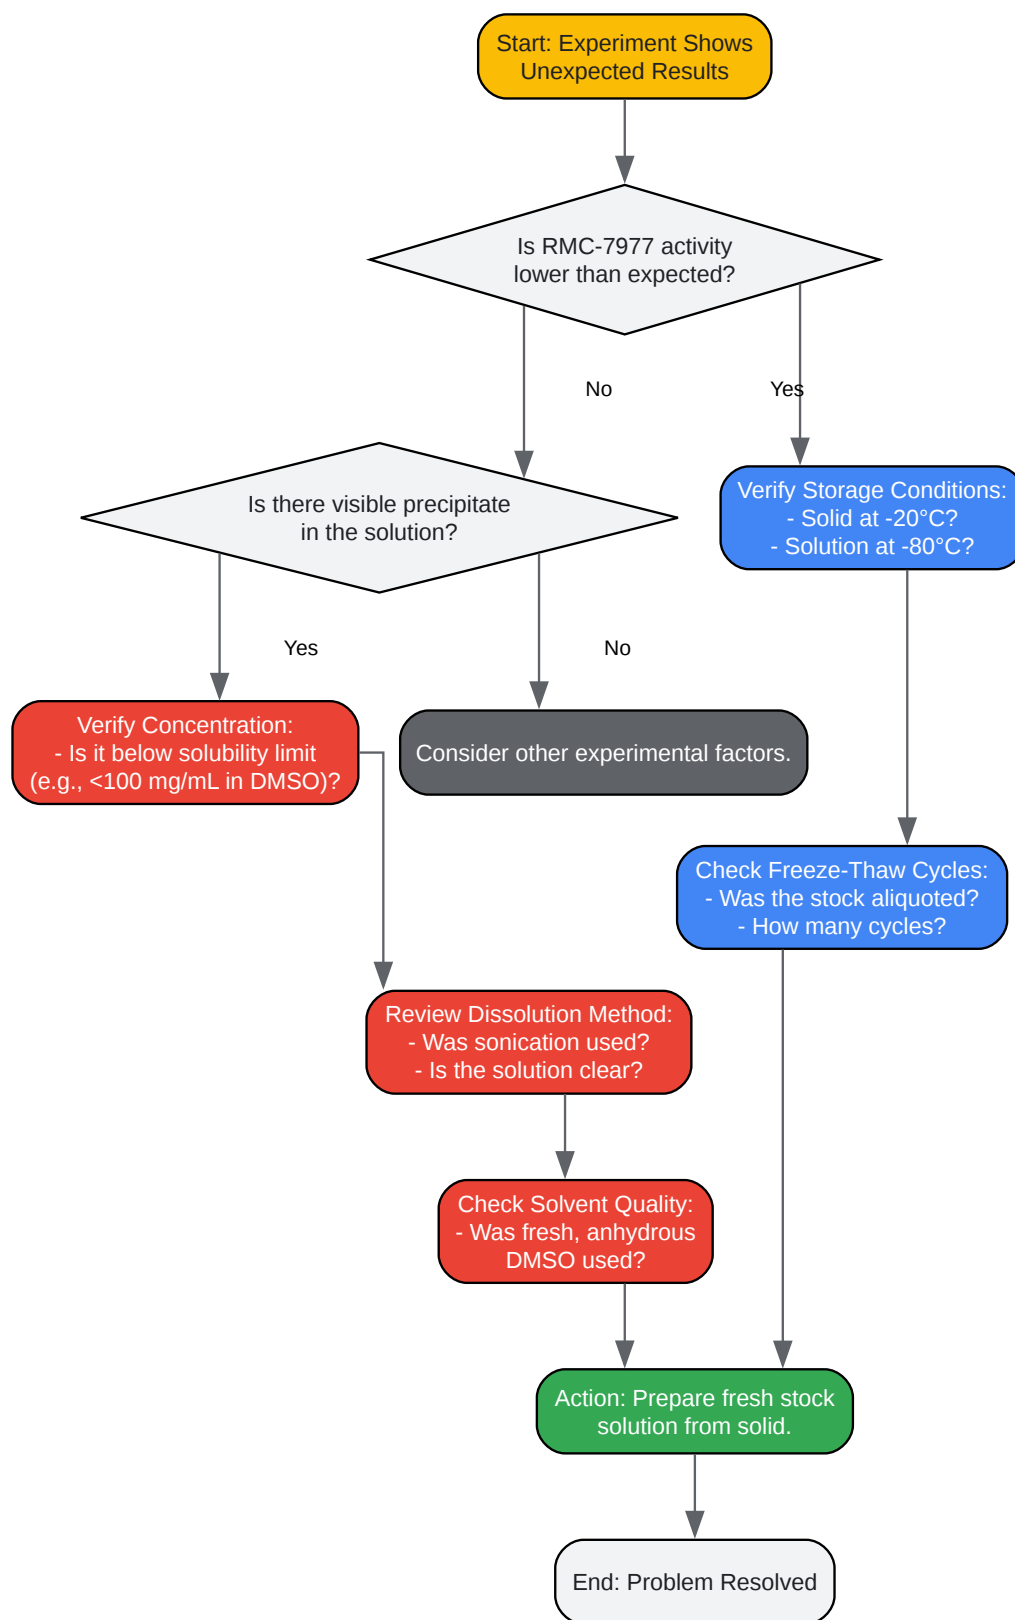 Start: Experiment Shows
Unexpected Results
Is RMC-7977 activity
lower than expected?
No
Yes
Is there visible precipitate
in the solution?
Verify Storage Conditions:
- Solid at -20°C?
- Solution at -80°C?
Yes
No
Verify Concentration:
- Is it below solubility limit
(e.g., <100 mg/mL in DMSO)?
Consider other experimental factors.
Check Freeze-Thaw Cycles:
- Was the stock aliquoted?
- How many cycles?
Review Dissolution Method:
- Was sonication used?
- Is the solution clear?
Check Solvent Quality:
- Was fresh, anhydrous
DMSO used?
Action: Prepare fresh stock
solution from solid.
End: Problem Resolved